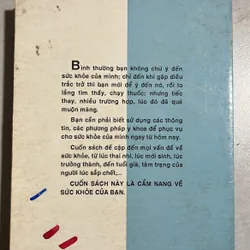 Bình thường bạn không chú ý đến
sức khỏe của mình; chỉ đến khi gặp điều
trắc trở thì bạn mới để ý đến nó, rồi lo
lắng tìm thầy, chạy thuốc; nhưng tiếc
thay, nhiều trường hợp, lúc đó đã quá
muộn màng.
Bạn cần phải biết sử dụng các thông
tin, các phương pháp y khoa để phục vụ
cho sức khỏe của mình ngay từ hôm nay.
Cuốn sách đề cập đến mọi vấn đề về
sức khỏe, từ lúc thai nhi, lúc mới sinh, lúc
trưởng thành, đến tuổi già, tâm trạng của
người lúc sắp chết,...
CUỐN SÁCH NÀY LÀ CẨM NANG VỀ
SỨC KHỎE CỦA BẠN.